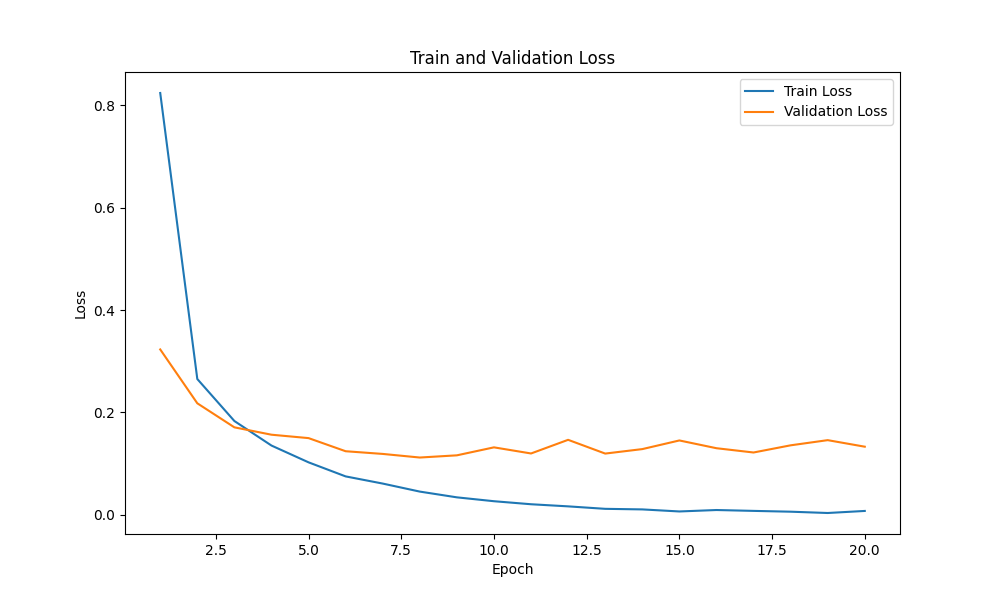 Train and Validation Loss
Train Loss
Validation Loss
0.8
0.6
0.4
0.2
0.0
Loss
2.5 5.0 7.5 10.0 12.5 15.0 17.5 20.0
Epoch